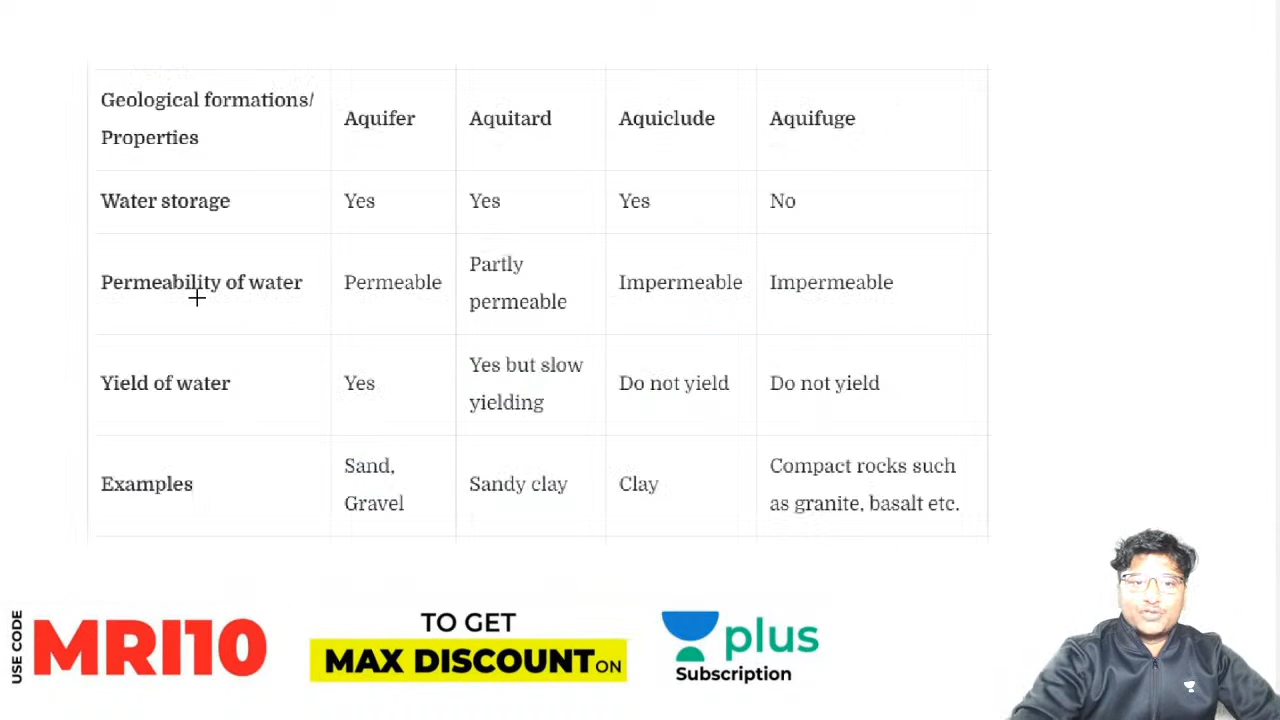 Geological formations/
Properties
Aquifer
Aquitard
Aquiclude
Aquifuge
Water storage
Yes
Yes
Yes
No
Permeability of water
Permeable
Partly
permeable
Impermeable
Impermeable
Yield of water
Yes
Yes but slow
yielding
Do not yield
Do not yield
Examples
Sand,
Gravel
Sandy clay
Clay
Compact rocks such
as granite, basalt etc.
USE CODE
MRI10
TO GET
MAX DISCOUNT ON
plus
Subscription